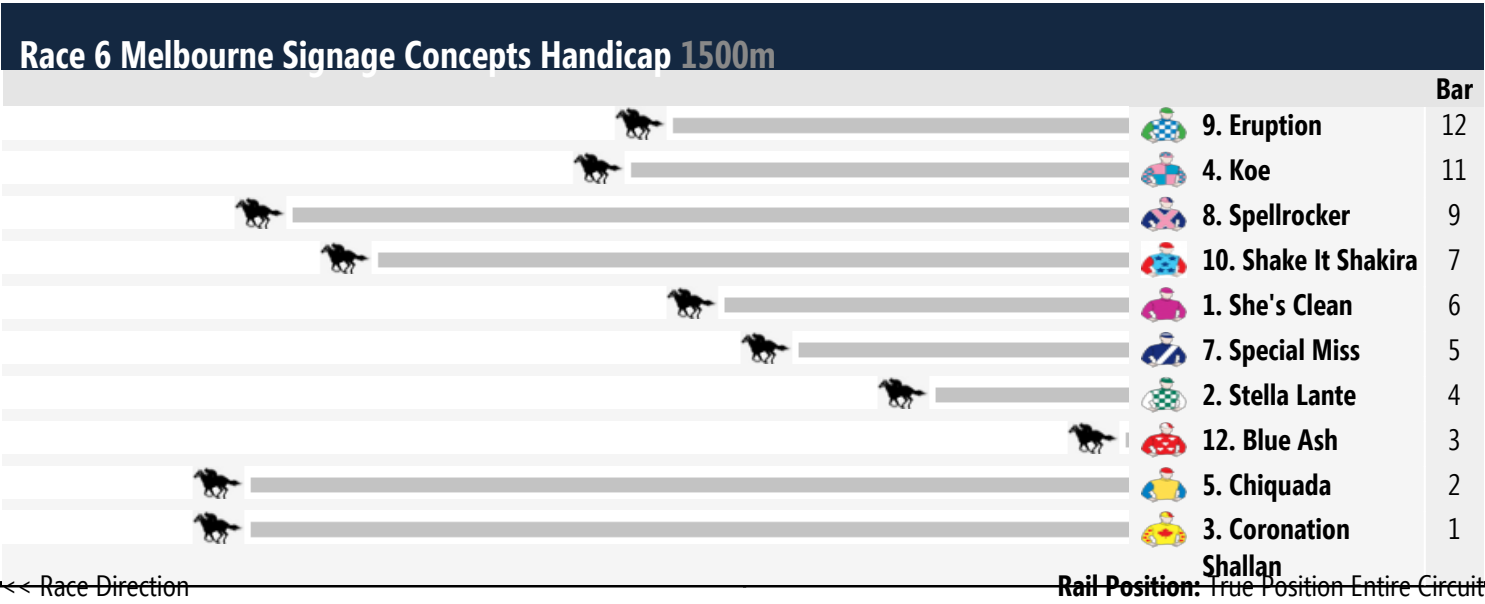 Race 6 Melbourne Signage Concepts Handicap 1500m
Bar
9. Eruption 12
4. Koe 11
8. Spellrocker 9
10. Shake It Shakira 7
1. She's Clean 6
7. Special Miss 5
2. Stella Lante 4
12. Blue Ash 3
5. Chiquada 2
3. Coronation 1
Shallan
<< Race Direction Rail Position: True Position Entire Circuit